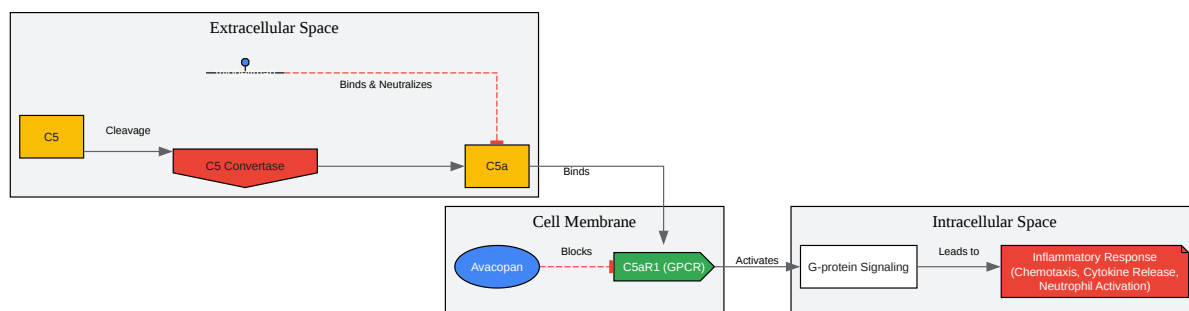 Extracellular Space
Binds & Neutralizes
C5
Cleavage
C5 Convertase
C5a
Binds
Cell Membrane
Avacopan
Blocks
C5aR1 (GPCR)
Activates
Intracellular Space
G-protein Signaling
Leads to
Inflammatory Response
(Chemotaxis, Cytokine Release,
Neutrophil Activation)